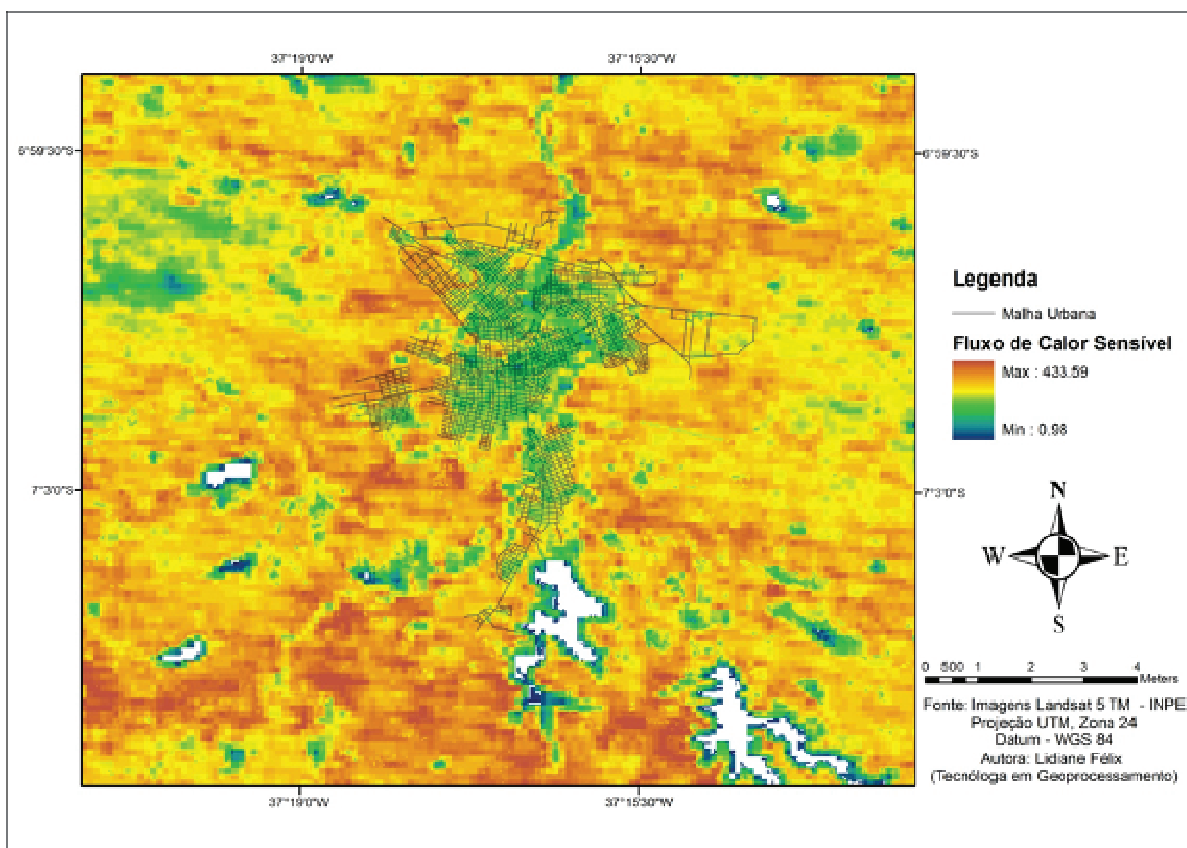 37°19'0"W
37°15'30"W
6°59'30"S
6°59'30"S
Legenda
Malha Urbana
Fluxo de Calor Sensível
Max : 433.59
Min : 0.98
7°3'0"S
7°3'0"S
N
W
E
S
0 500 1 2 3 4
Meters
Fonte: Imagens Landsat 5 TM - INPE
Projeção UTM, Zona 24
Datum - WGS 84
Autora: Lidiane Félix
(Tecnóloga em Geoprocessamento)
37°19'0"W
37°15'30"W